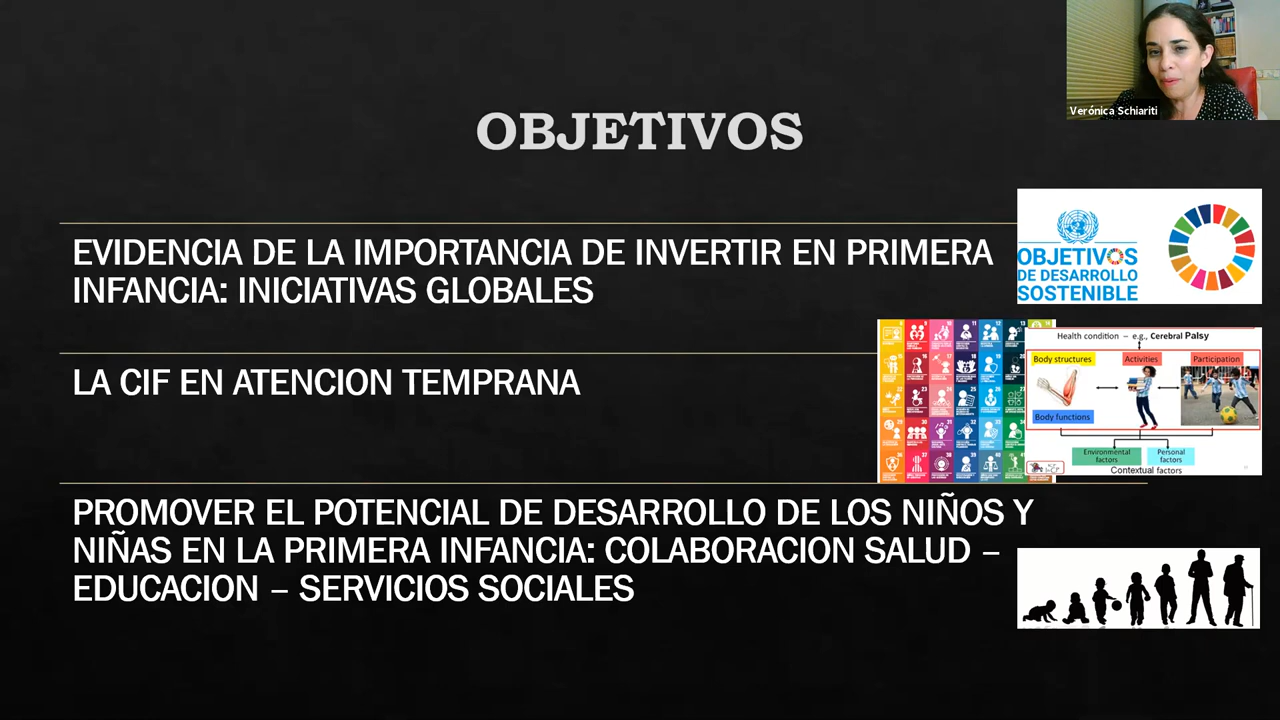 Verónica Schiariti
OBJETIVOS
EVIDENCIA DE LA IMPORTANCIA DE INVERTIR EN PRIMERA
INFANCIA: INICIATIVAS GLOBALES
OBJETIVOS
DE DESARROLLO
SOSTENIBLE
LA CIF EN ATENCION TEMPRANA
Health condition – e.g., Cerebral Palsy
Body structures
Activities
Participation
Body functions
Environmental
factors
Personal
factors
Contextual factors
PROMOVER EL POTENCIAL DE DESARROLLO DE LOS NIÑOS Y
NIÑAS EN LA PRIMERA INFANCIA: COLABORACION SALUD –
EDUCACION – SERVICIOS SOCIALES